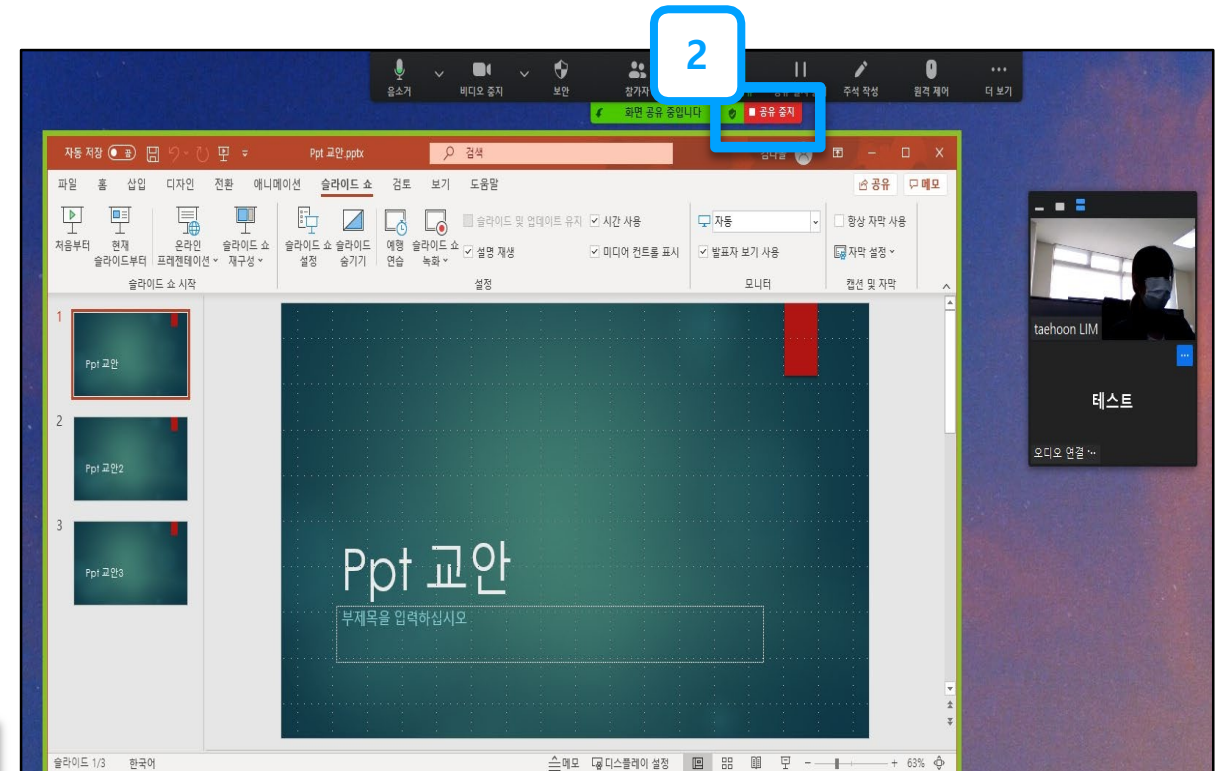 2
음소거 비디오 중지 보안 참가자 주석 작성 원격 제어 더 보기
화면 공유 중입니다 공유 중지
자동 저장 Ppt 교안.pptx 검색
파일 홈 삽입 디자인 전환 애니메이션 슬라이드 쇼 검토 보기 도움말 공유 메모
처음부터 현재 슬라이드부터 온라인 프레젠테이션 슬라이드 쇼 재구성 슬라이드 쇼 설정 슬라이드 숨기기 예행 연습 슬라이드 쇼 녹화
슬라이드 및 업데이트 유지 시간 사용 자동 항상 자막 사용
설명 재생 미디어 컨트롤 표시 발표자 보기 사용 자막 설정
슬라이드 쇼 시작 설정 모니터 캡션 및 자막
1
Ppt 교안
2
Ppt 교안2
3
Ppt 교안3
Ppt 교안
부제목을 입력하십시오
taehoon LIM
테스트
오디오 연결 ...
슬라이드 1/3 한국어 메모 디스플레이 설정 63%